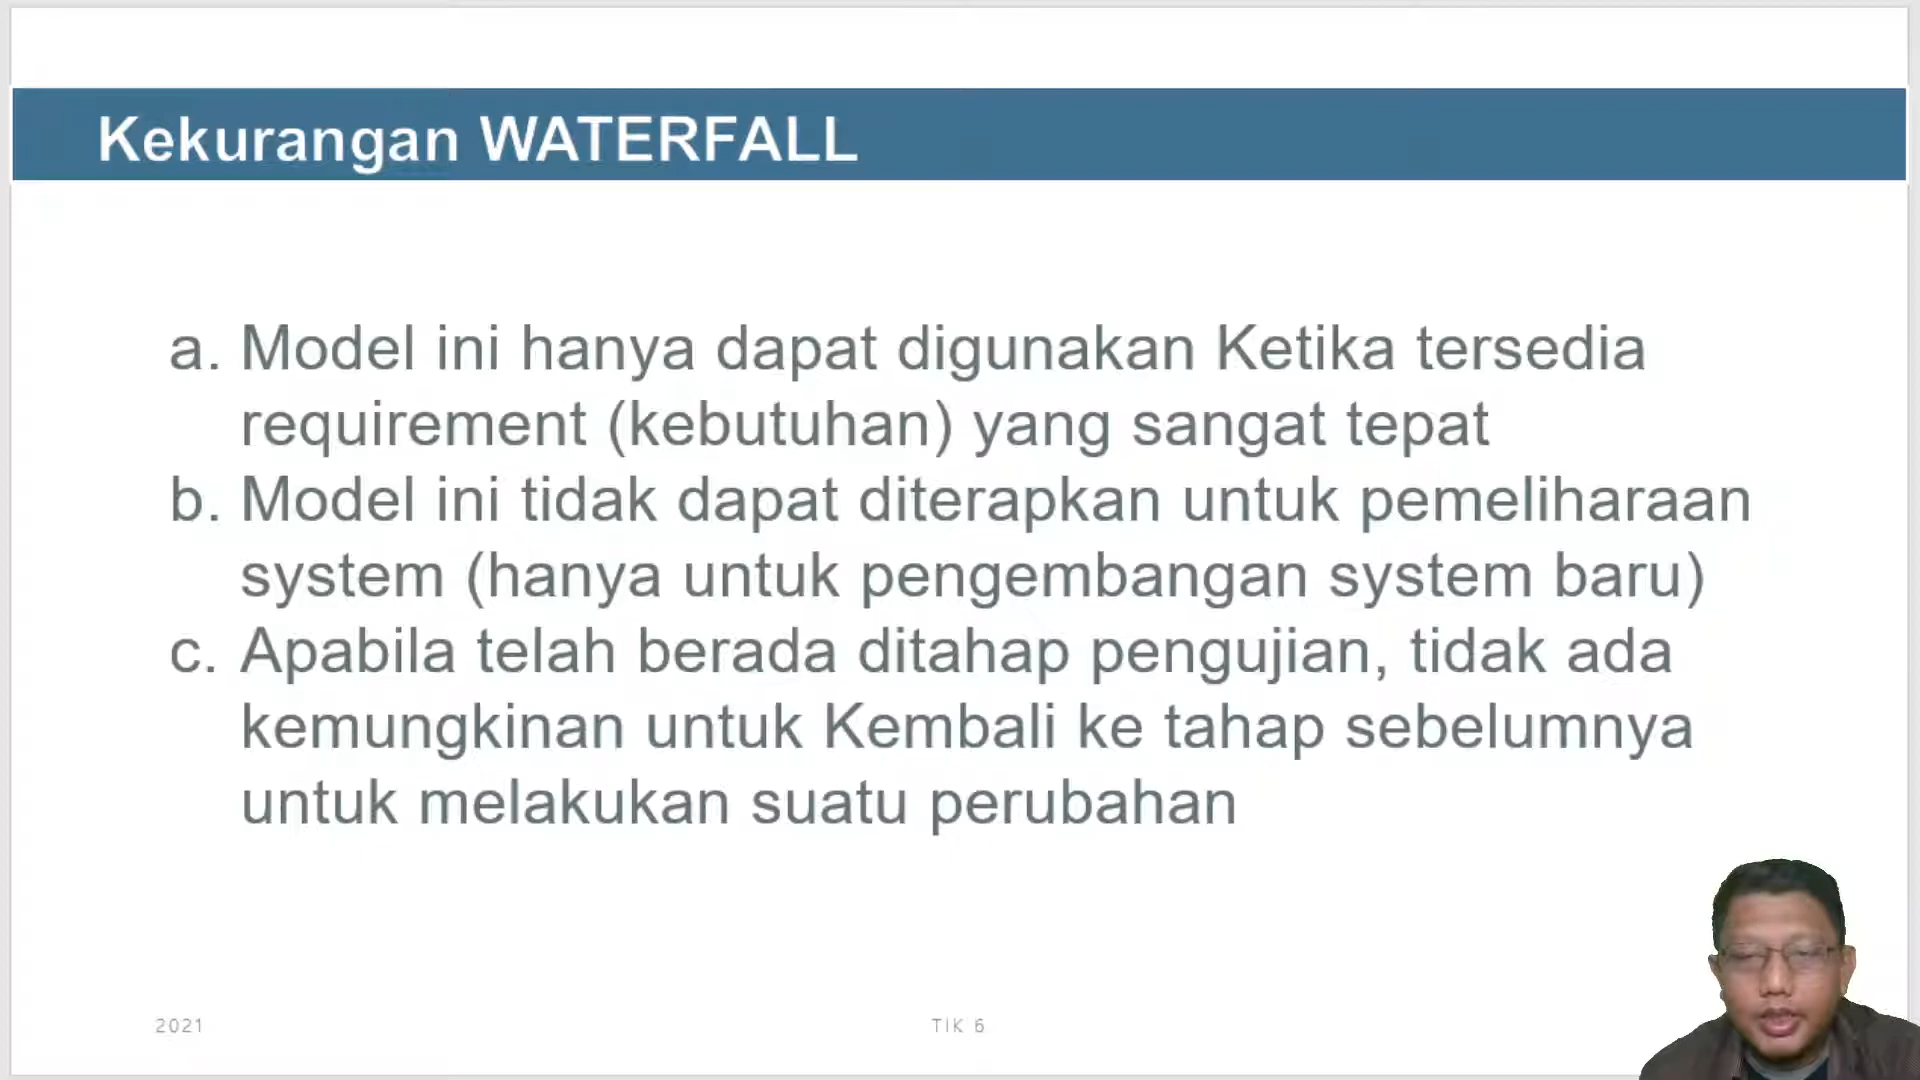 Kekurangan WATERFALL
a. Model ini hanya dapat digunakan Ketika tersedia
requirement (kebutuhan) yang sangat tepat
b. Model ini tidak dapat diterapkan untuk pemeliharaan
system (hanya untuk pengembangan system baru)
c. Apabila telah berada ditahap pengujian, tidak ada
kemungkinan untuk Kembali ke tahap sebelumnya
untuk melakukan suatu perubahan
2021
TIK 6